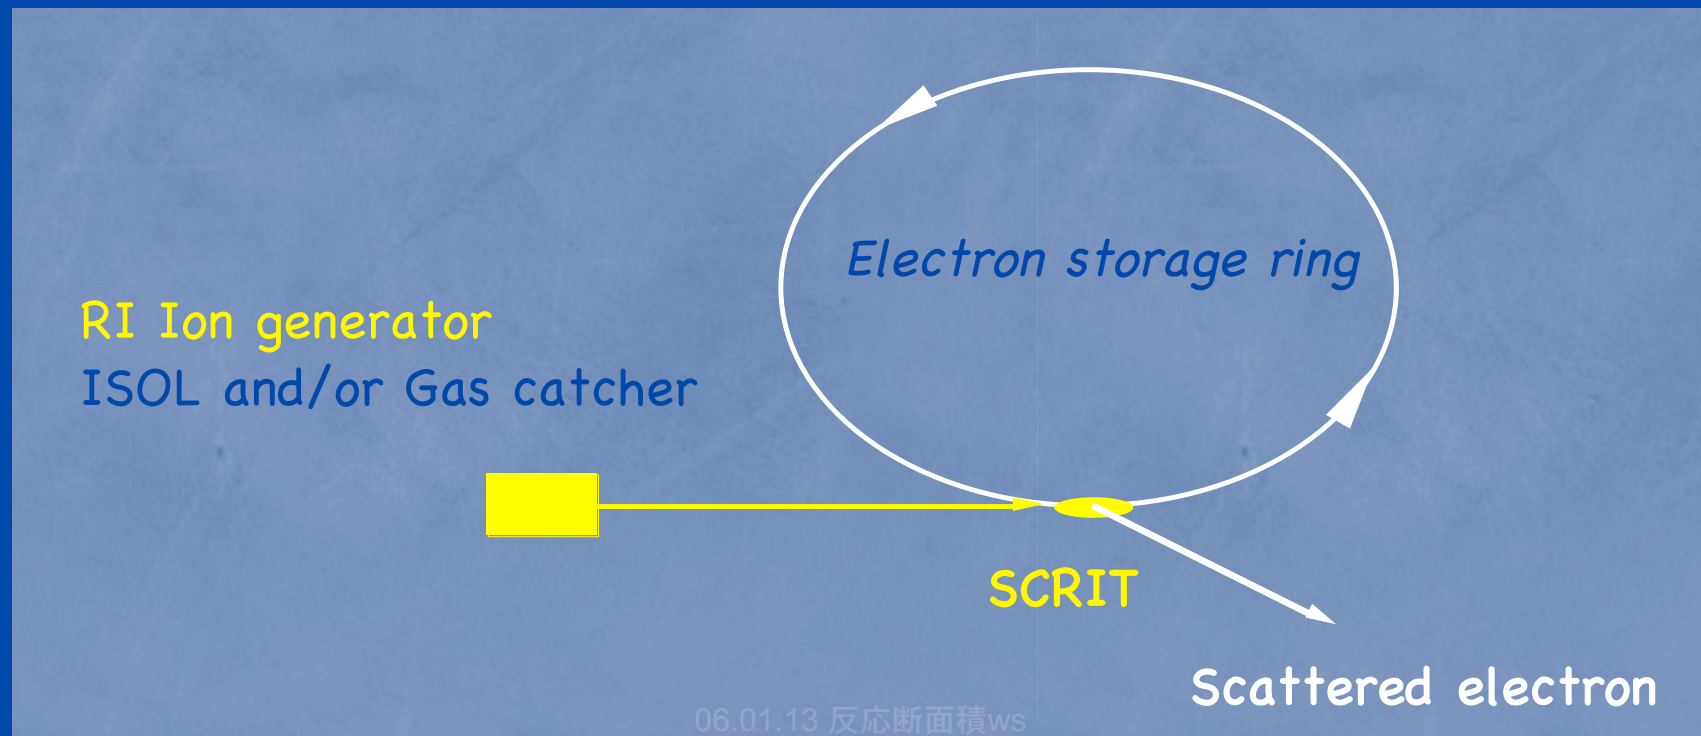 Electron storage ring
RI Ion generator
ISOL and/or Gas catcher
SCRIT
Scattered electron
06.01.13 反応断面積ws